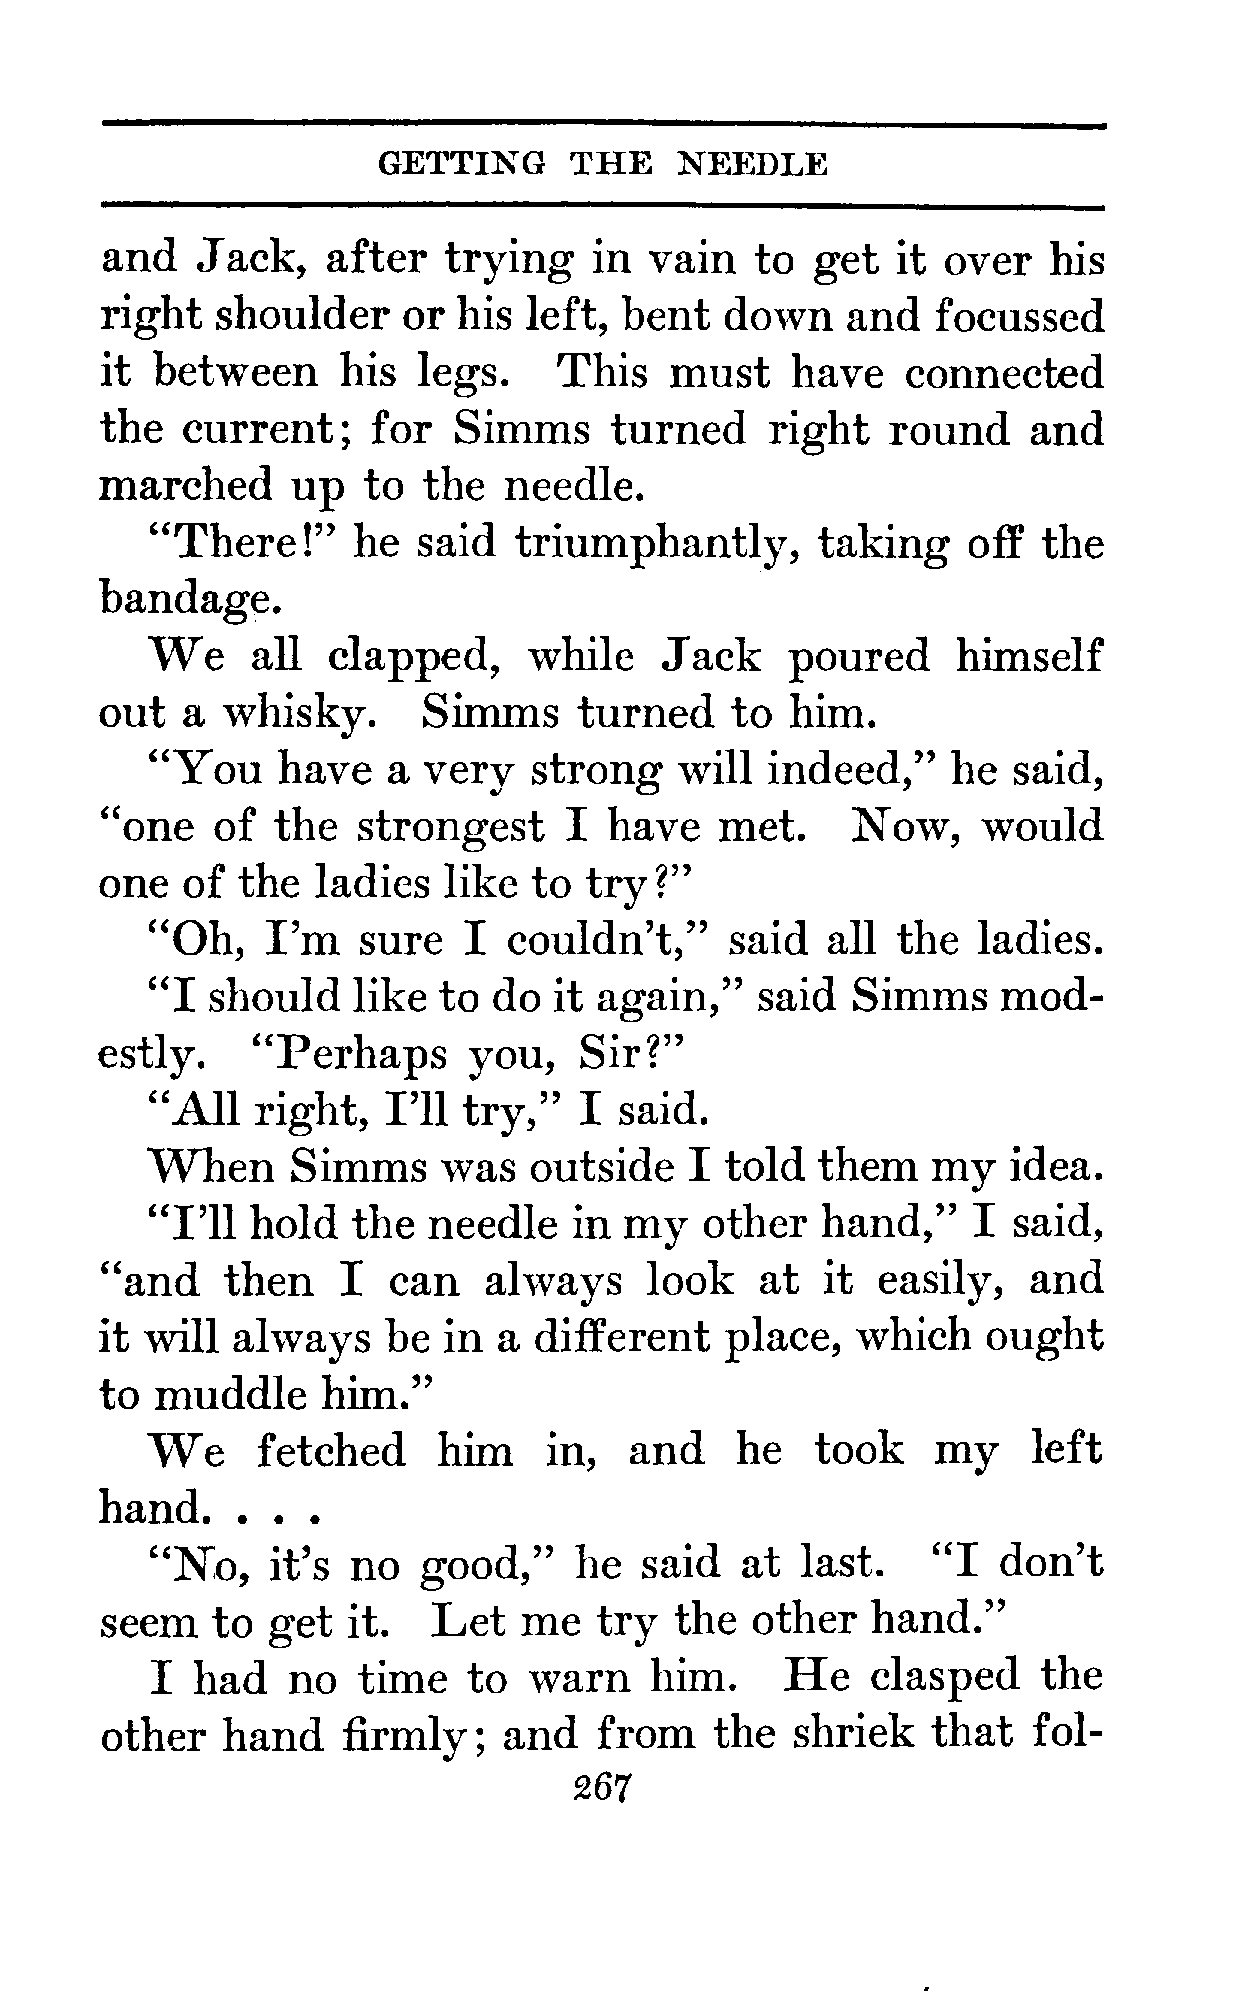 GETTING THE NEEDLE
and Jack, after trying in vain to get it over his
right shoulder or his left, bent down and focussed
it between his legs. This must have connected
the current; for Simms turned right round and
marched up to the needle.
"There!" he said triumphantly, taking off the
bandage.
We all clapped, while Jack poured himself
out a whisky. Simms turned to him.
"You have a very strong will indeed," he said,
"one of the strongest I have met. Now, would
one of the ladies like to try?"
"Oh, I'm sure I couldn't," said all the ladies.
"I should like to do it again," said Simms mod-
estly. "Perhaps you, Sir?"
"All right, I'll try," I said.
When Simms was outside I told them my idea.
"I'll hold the needle in my other hand," I said,
"and then I can always look at it easily, and
it will always be in a different place, which ought
to muddle him."
We fetched him in, and he took my left
hand. . . .
"No, it's no good," he said at last. "I don't
seem to get it. Let me try the other hand."
I had no time to warn him. He clasped the
other hand firmly; and from the shriek that fol-
267